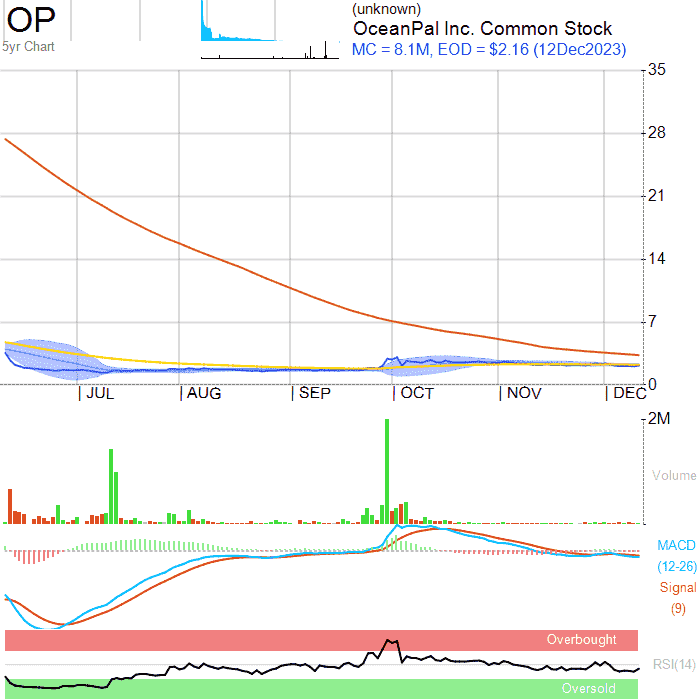 OP
5yr Chart
(unknown)
OceanPal Inc. Common Stock
MC = 8.1M, EOD = $2.16 (12Dec2023)
35
28
21
14
7
0
JUL AUG SEP OCT NOV DEC
2M
Volume
MACD
(12-26)
Signal
(9)
Overbought
RSI(14)
Oversold